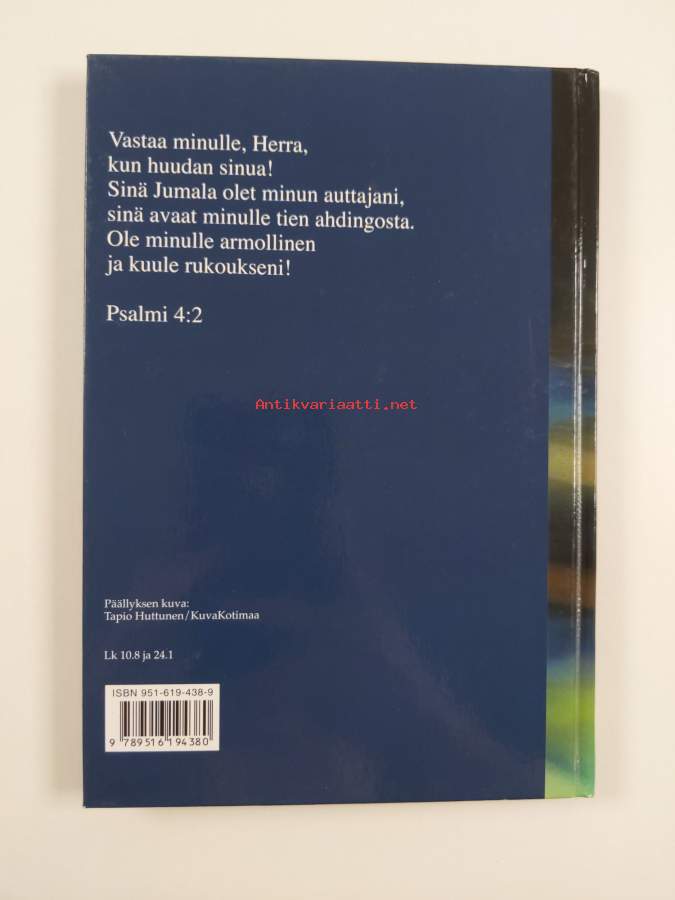 Vastaa minulle, Herra,
kun huudan sinua!
Sinä Jumala olet minun auttajani,
sinä avaat minulle tien ahdingosta.
Ole minulle armollinen
ja kuule rukoukseni!
Psalmi 4:2
Antikvariaatti.net
Päällyksen kuva:
Tapio Huttunen/KuvaKotimaa
Lk 10.8 ja 24.1
ISBN 951-619-438-9
9 789516 194380